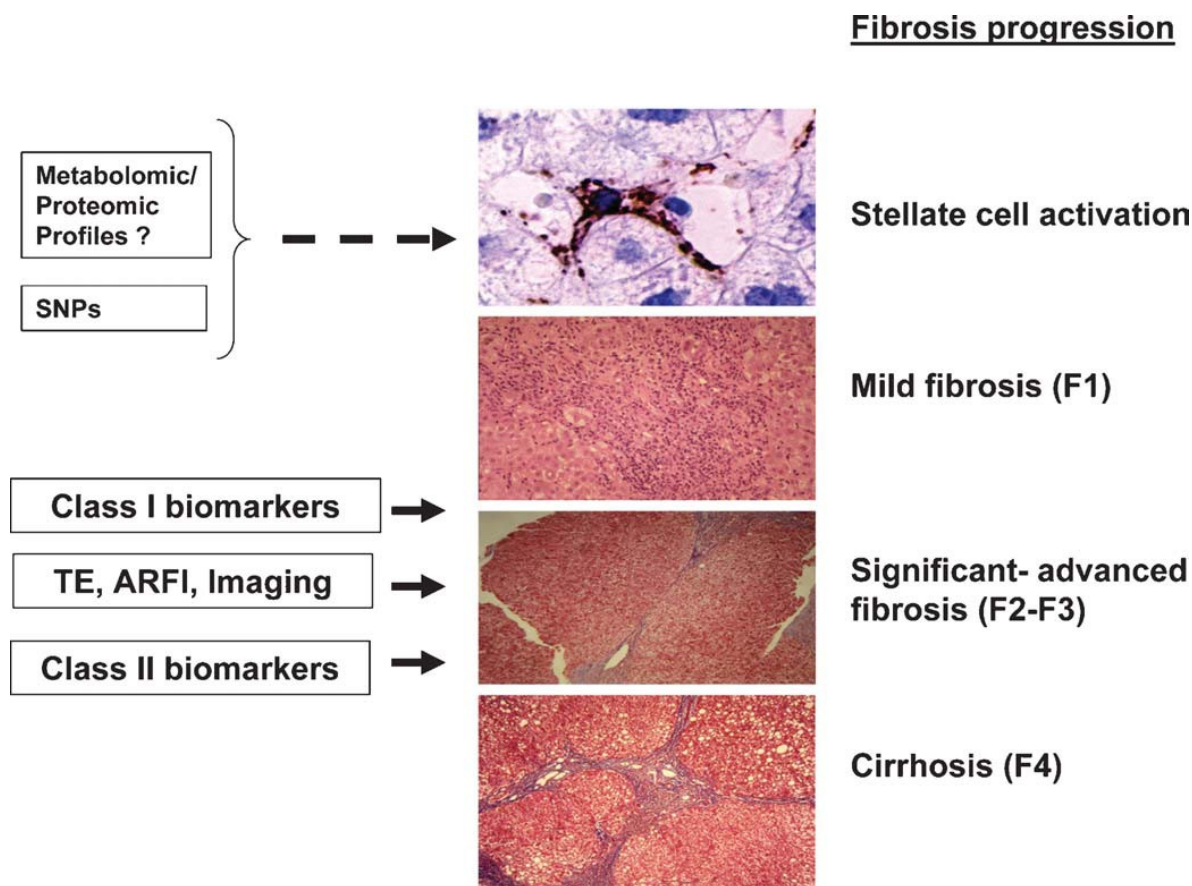 Fibrosis progression
Metabolomic/
Proteomic
Profiles ?
SNPs
Stellate cell activation
Mild fibrosis (F1)
Class I biomarkers
TE, ARFI, Imaging
Class II biomarkers
Significant- advanced
fibrosis (F2-F3)
Cirrhosis (F4)